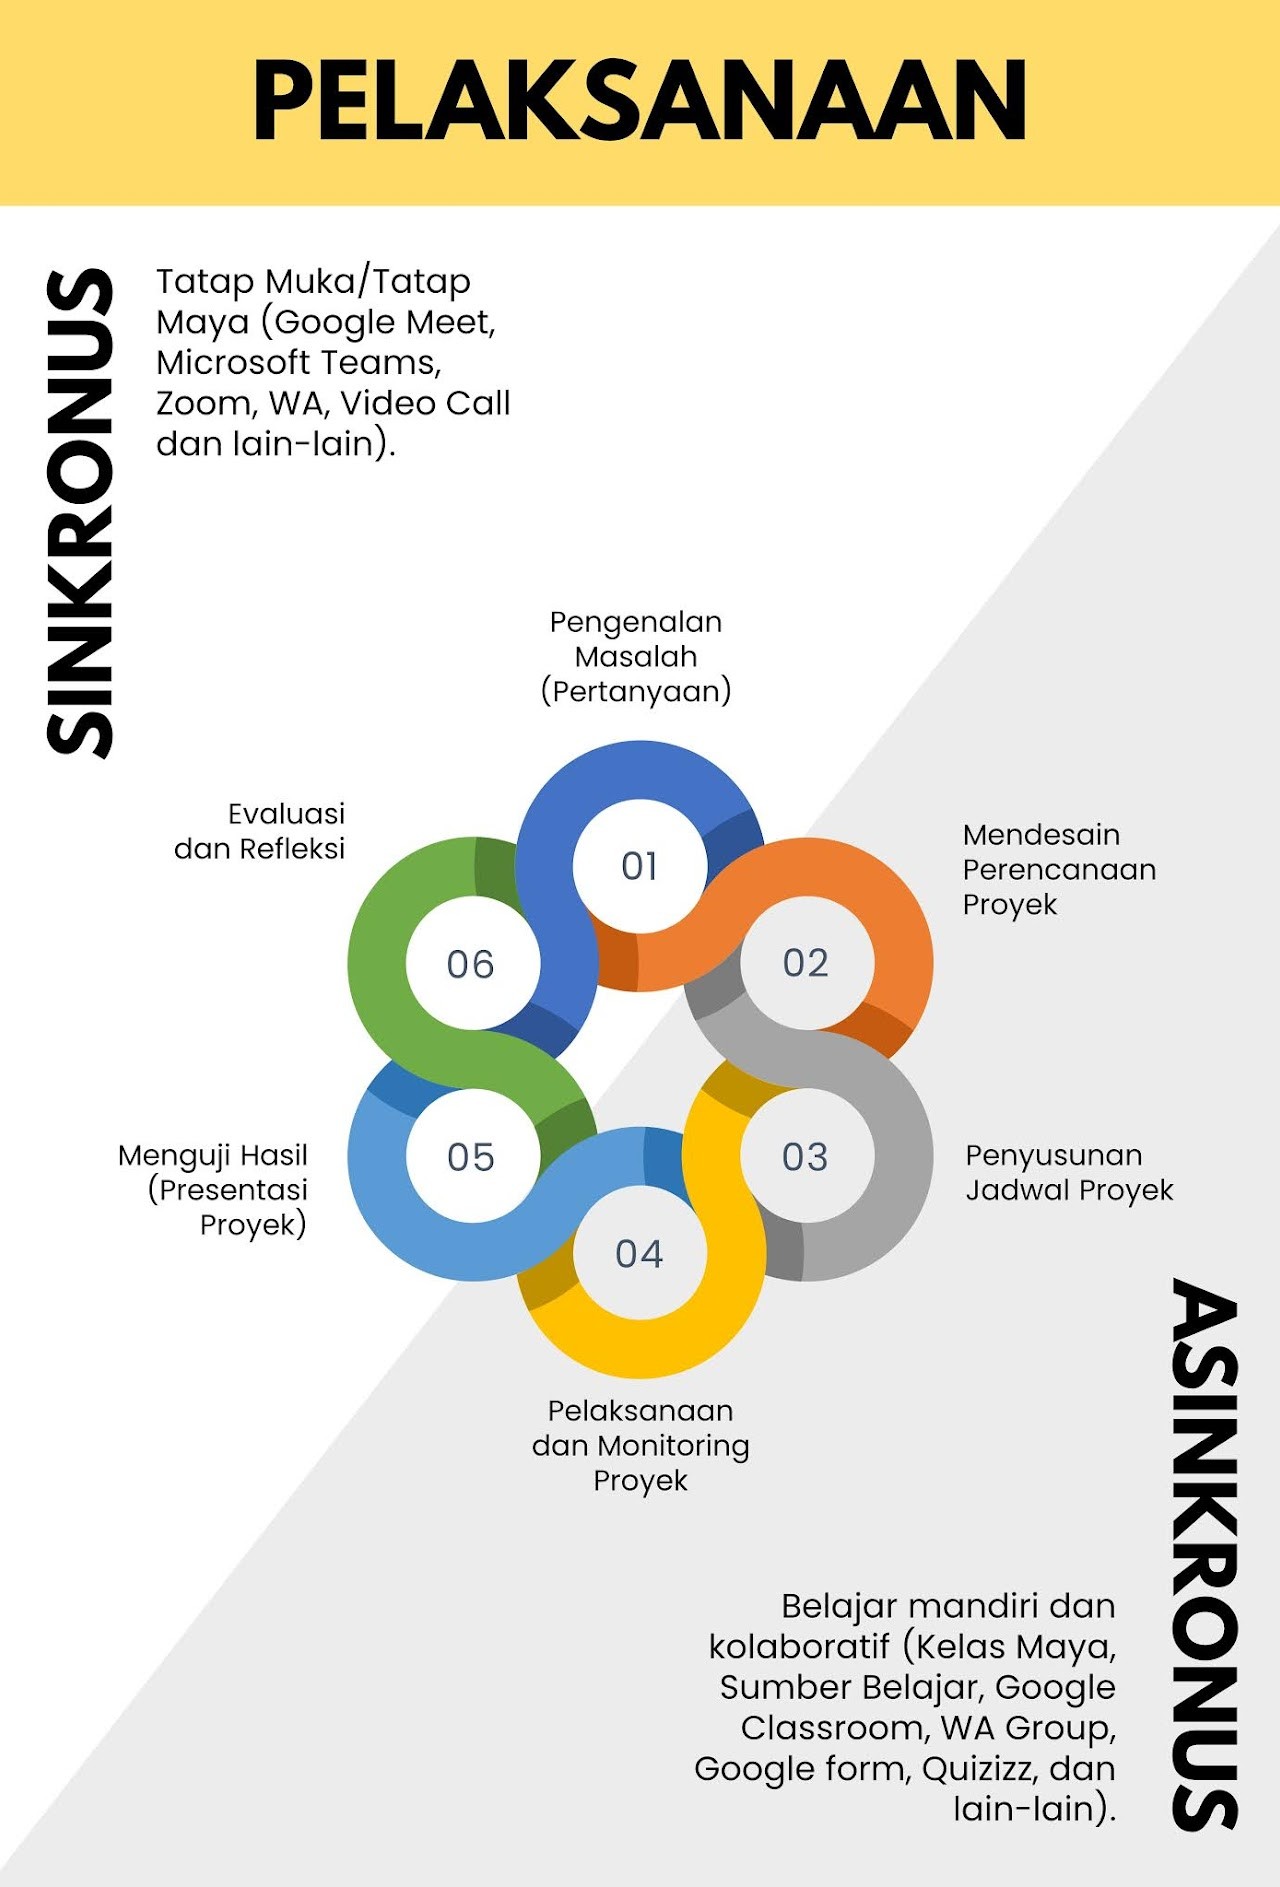 PELAKSANAAN
SINKRONUS
Tatap Muka/Tatap
Maya (Google Meet,
Microsoft Teams,
Zoom, WA, Video Call
dan lain-lain).
Pengenalan
Masalah
(Pertanyaan)
01
Mendesain
Perencanaan
Proyek
02
Penyusunan
Jadwal Proyek
03
Pelaksanaan
dan Monitoring
Proyek
04
Menguji Hasil
(Presentasi
Proyek)
05
Evaluasi
dan Refleksi
06
ASINKRONUS
Belajar mandiri dan
kolaboratif (Kelas Maya,
Sumber Belajar, Google
Classroom, WA Group,
Google form, Quizizz, dan
lain-lain).